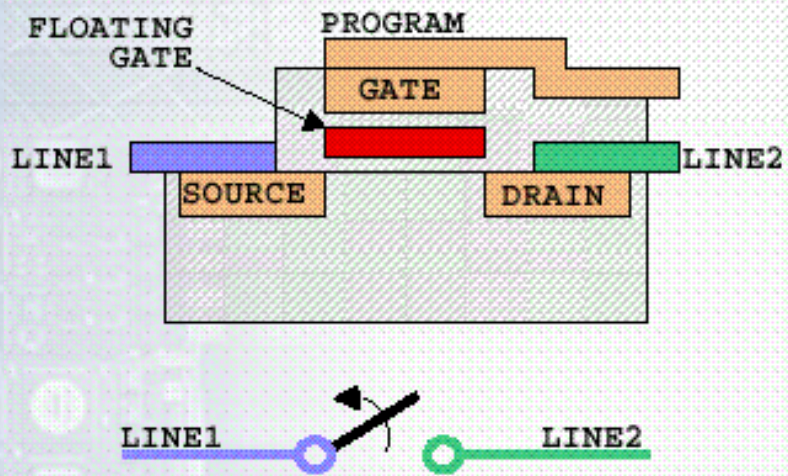 FLOATING
GATE
PROGRAM
GATE
LINE1
LINE2
SOURCE
DRAIN
LINE1
LINE2